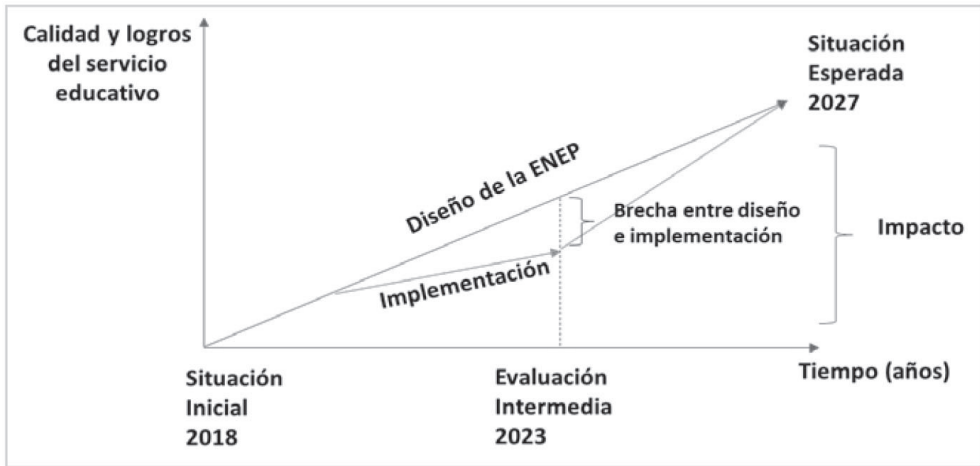 Calidad y logros
del servicio
educativo
Situación
Esperada
2027
Diseño de la ENEP
Brecha entre diseño
e implementación
Impacto
Implementación
Tiempo (años)
Situación
Inicial
2018
Evaluación
Intermedia
2023